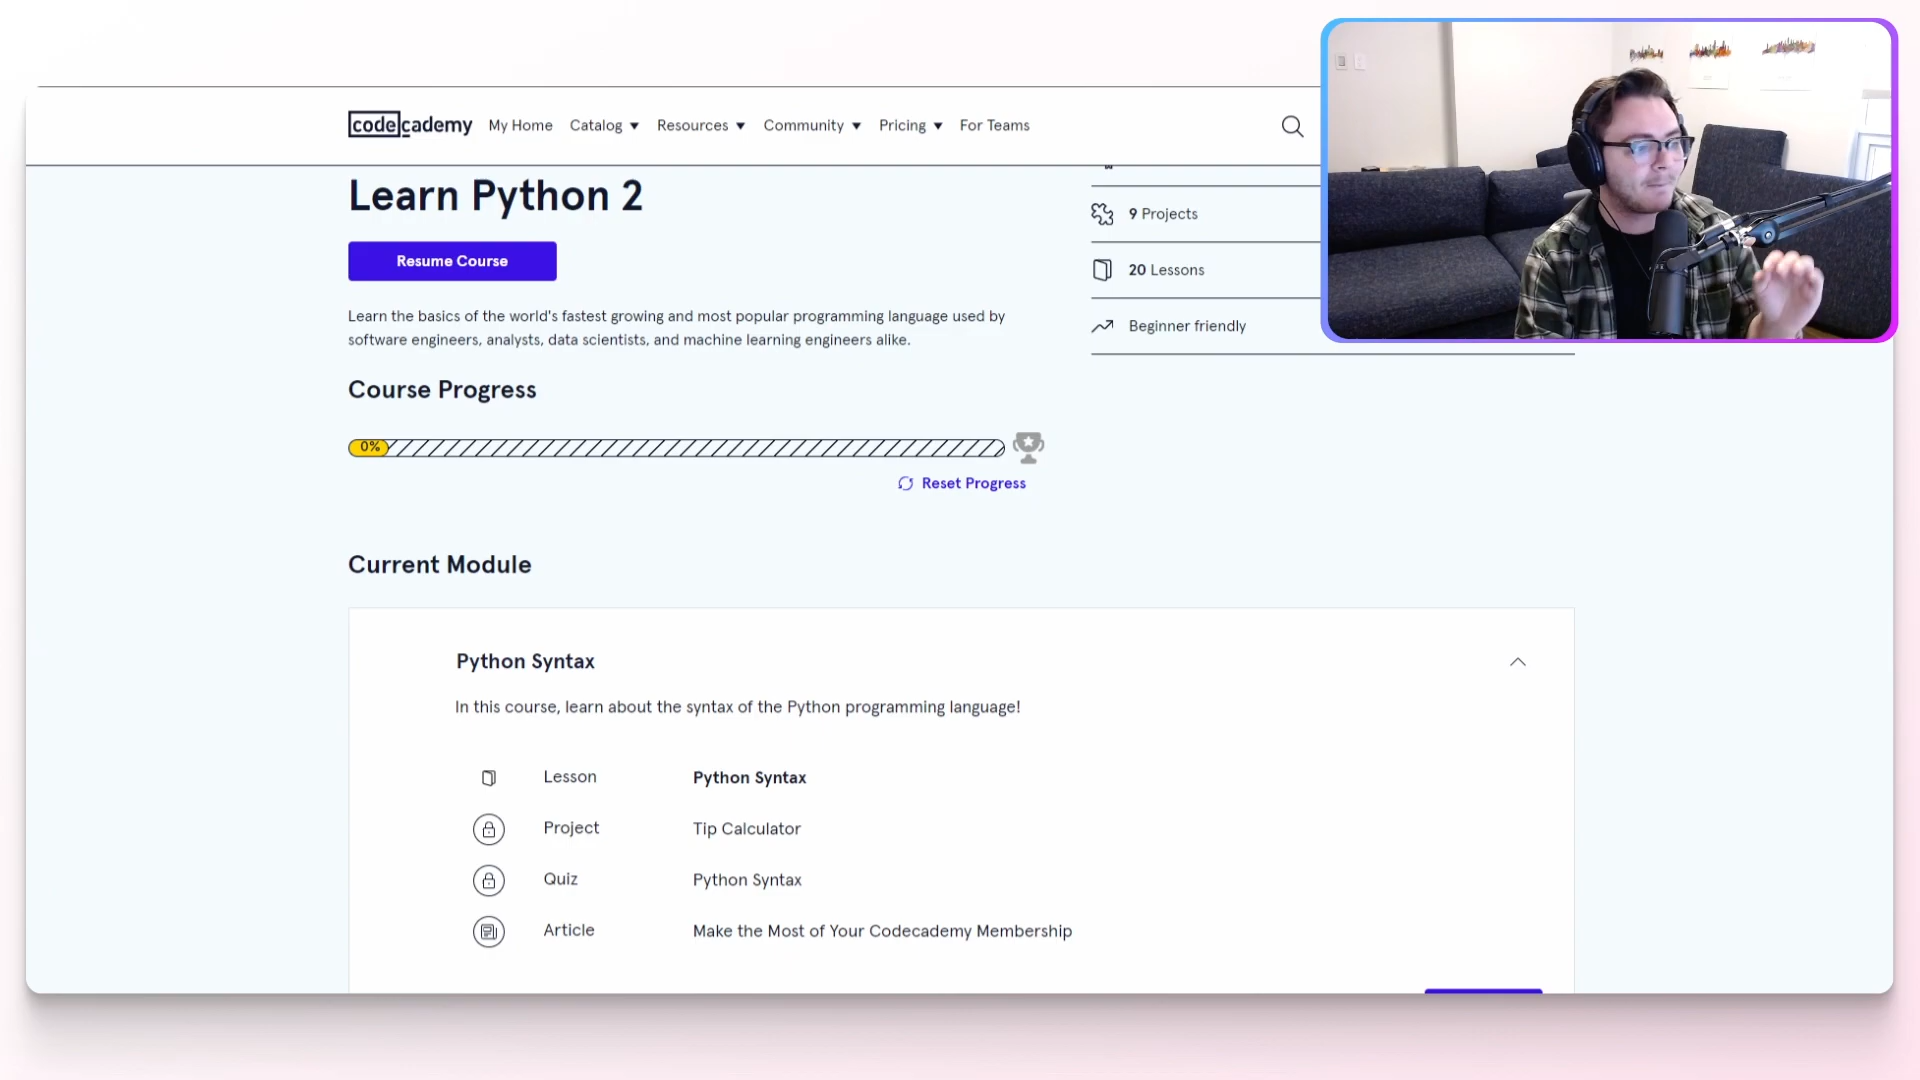 codecademy My Home Catalog Resources Community Pricing For Teams
Learn Python 2
Resume Course
Learn the basics of the world's fastest growing and most popular programming language used by
software engineers, analysts, data scientists, and machine learning engineers alike.
9 Projects
20 Lessons
Beginner friendly
Course Progress
0%
Reset Progress
Current Module
Python Syntax
In this course, learn about the syntax of the Python programming language!
Lesson Python Syntax
Project Tip Calculator
Quiz Python Syntax
Article Make the Most of Your Codecademy Membership